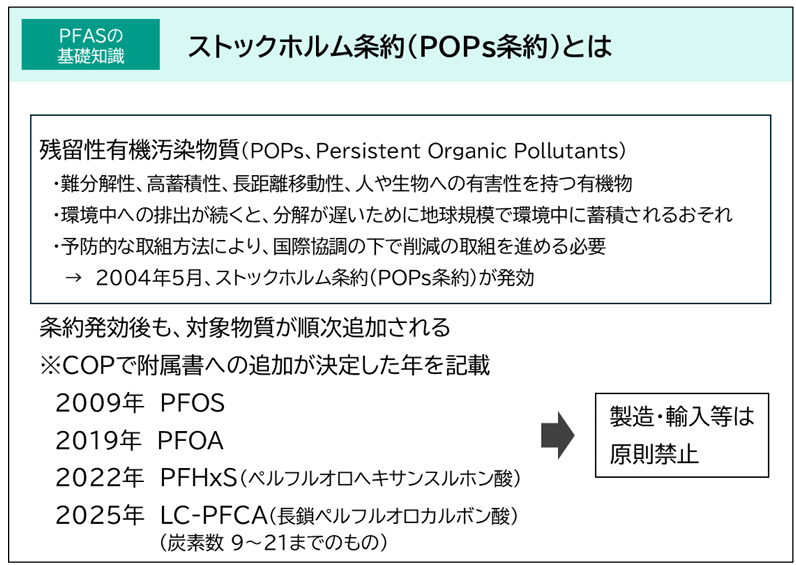 PFASの
基礎知識
ストックホルム条約(POPs条約)とは
残留性有機汚染物質(POPs、Persistent Organic Pollutants)
・難分解性、高蓄積性、長距離移動性、人や生物への有害性を持つ有機物
・環境中への排出が続くと、分解が遅いために地球規模で環境中に蓄積されるおそれ
・予防的な取組方法により、国際協調の下で削減の取組を進める必要
→ 2004年5月、ストックホルム条約(POPs条約)が発効
条約発効後も、対象物質が順次追加される
※COPで附属書への追加が決定した年を記載
2009年 PFOS
2019年 PFOA
2022年 PFHxS(ペルフルオロヘキサンスルホン酸)
2025年 LC-PFCA(長鎖ペルフルオロカルボン酸)
(炭素数 9～21までのもの)
製造・輸入等は
原則禁止